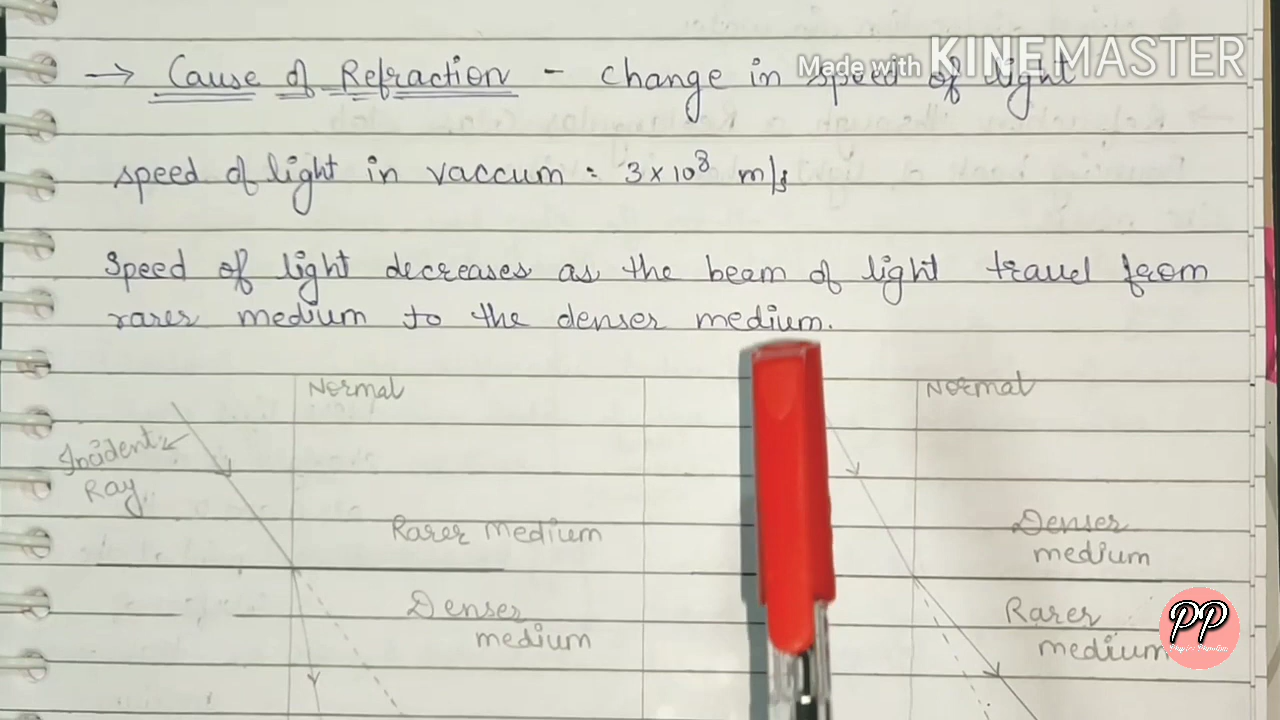 → Cause of Refraction - change in speed of light
Made with KINEMASTER
speed of light in vaccum = 3 × 10⁸ m/s
Speed of light decreases as the beam of light travel from
rarer medium to the denser medium.
Normal
Normal
Incident
Ray
Rarer medium
Denser
medium
Denser
medium
Rarer
medium
PP